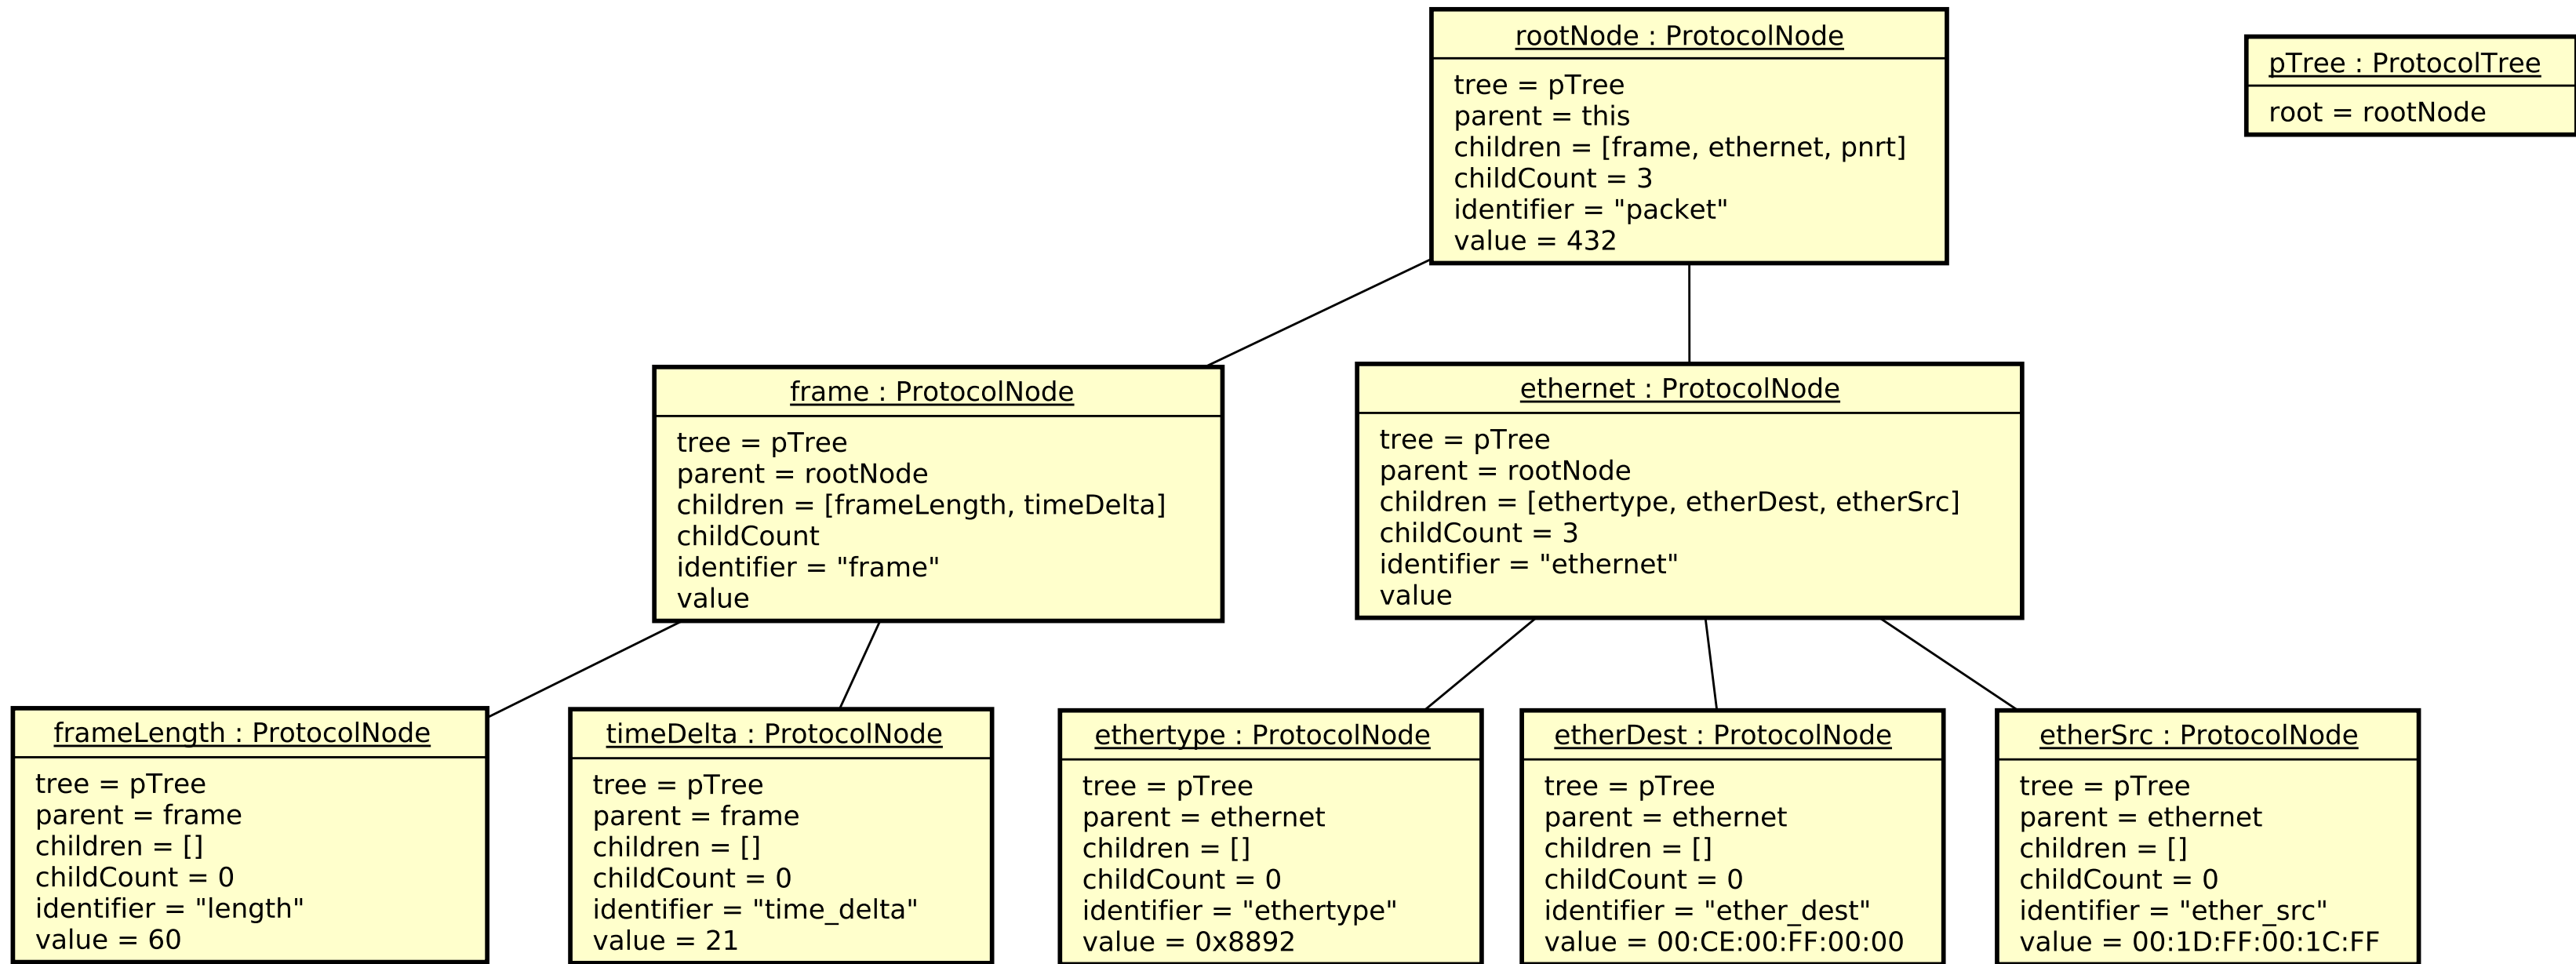 rootNode : ProtocolNode
tree = pTree
parent = this
children = [frame, ethernet, pnrt]
childCount = 3
identifier = "packet"
value = 432
pTree : ProtocolTree
root = rootNode
frame : ProtocolNode
tree = pTree
parent = rootNode
children = [frameLength, timeDelta]
childCount
identifier = "frame"
value
ethernet : ProtocolNode
tree = pTree
parent = rootNode
children = [ethertype, etherDest, etherSrc]
childCount = 3
identifier = "ethernet"
value
frameLength : ProtocolNode
tree = pTree
parent = frame
children = []
childCount = 0
identifier = "length"
value = 60
timeDelta : ProtocolNode
tree = pTree
parent = frame
children = []
childCount = 0
identifier = "time_delta"
value = 21
ethertype : ProtocolNode
tree = pTree
parent = ethernet
children = []
childCount = 0
identifier = "ethertype"
value = 0x8892
etherDest : ProtocolNode
tree = pTree
parent = ethernet
children = []
childCount = 0
identifier = "ether_dest"
value = 00:CE:00:FF:00:00
etherSrc : ProtocolNode
tree = pTree
parent = ethernet
children = []
childCount = 0
identifier = "ether_src"
value = 00:1D:FF:00:1C:FF